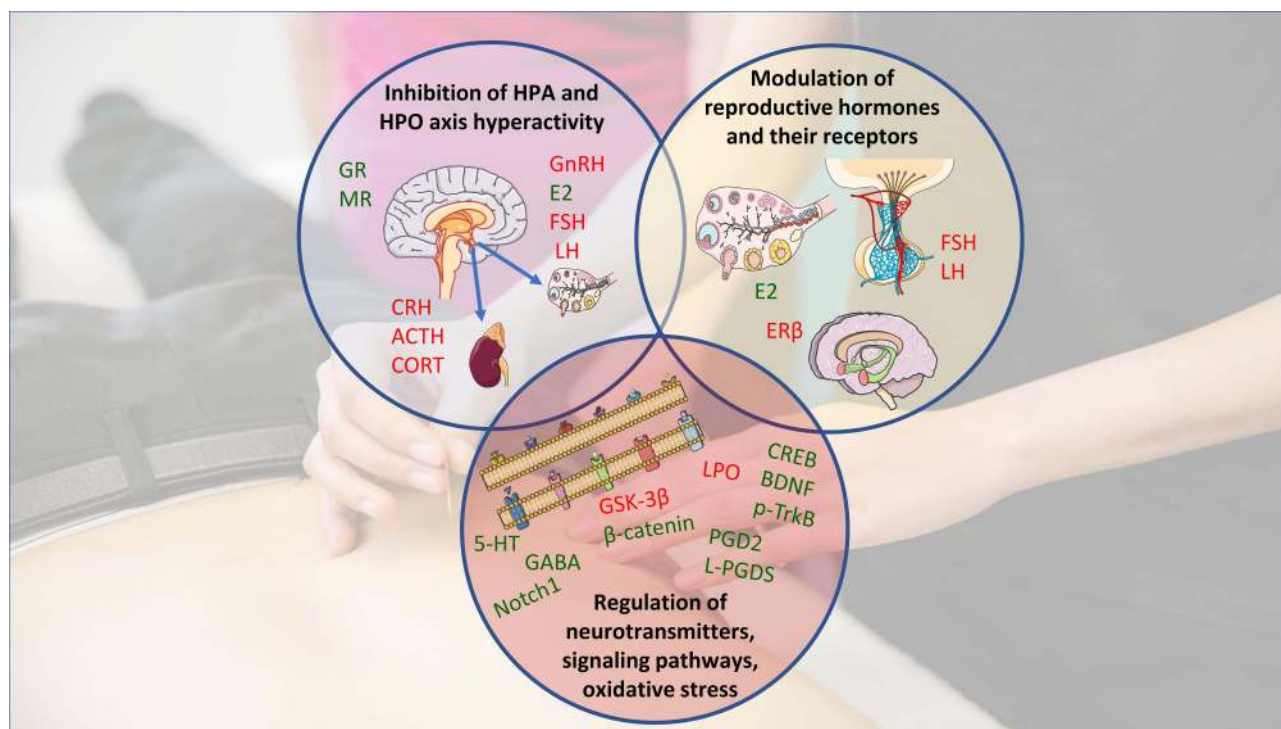 Inhibition of HPA and
HPO axis hyperactivity
GR
MR
GnRH
E2
FSH
LH
CRH
ACTH
CORT
Modulation of
reproductive hormones
and their receptors
FSH
LH
E2
ERβ
LPO
CREB
BDNF
p-TrkB
GSK-3β
β-catenin
5-HT
GABA
Notch1
PGD2
L-PGDS
Regulation of
neurotransmitters,
signaling pathways,
oxidative stress